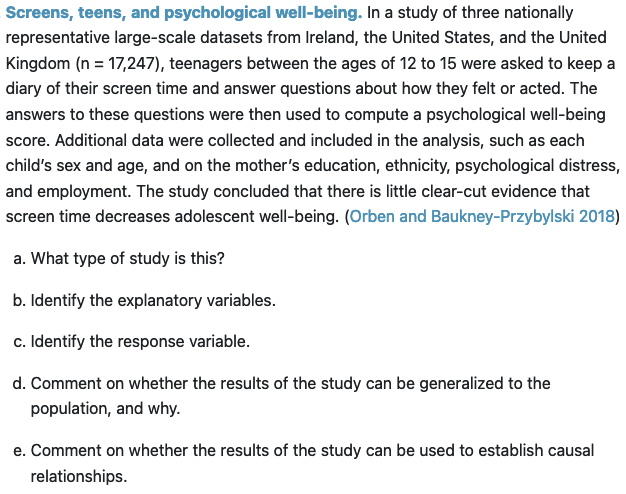 Screens, teens, and psychological well-being. In a study of three nationally
representative large-scale datasets from Ireland, the United States, and the United
Kingdom (n = 17,247), teenagers between the ages of 12 to 15 were asked to keep a
diary of their screen time and answer questions about how they felt or acted. The
answers to these questions were then used to compute a psychological well-being
score. Additional data were collected and included in the analysis, such as each
child’s sex and age, and on the mother’s education, ethnicity, psychological distress,
and employment. The study concluded that there is little clear-cut evidence that
screen time decreases adolescent well-being. (Orben and Baukney-Przybylski 2018)
a. What type of study is this?
b. Identify the explanatory variables.
c. Identify the response variable.
d. Comment on whether the results of the study can be generalized to the
population, and why.
e. Comment on whether the results of the study can be used to establish causal
relationships.